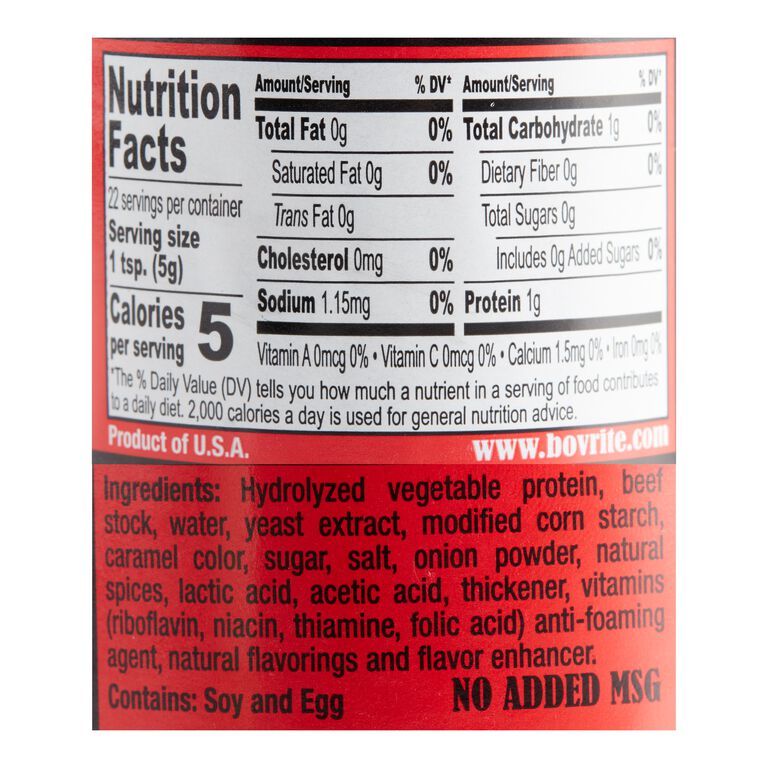 Nutrition
Facts
22 servings per container
Serving size
1 tsp. (5g)
Calories 5
per serving
Amount/Serving % DV*
Total Fat 0g 0%
Saturated Fat 0g 0%
Trans Fat 0g
Cholesterol 0mg 0%
Sodium 1.15mg 0%
Amount/Serving % DV*
Total Carbohydrate 1g 0%
Dietary Fiber 0g 0%
Total Sugars 0g
Includes 0g Added Sugars 0%
Protein 1g
Vitamin A 0mcg 0% • Vitamin C 0mcg 0% • Calcium 1.5mg 0% • Iron 0mg 0%
*The % Daily Value (DV) tells you how much a nutrient in a serving of food contributes
to a daily diet. 2,000 calories a day is used for general nutrition advice.
Product of U.S.A. www.bovrite.com
Ingredients: Hydrolyzed vegetable protein, beef
stock, water, yeast extract, modified corn starch,
caramel color, sugar, salt, onion powder, natural
spices, lactic acid, acetic acid, thickener, vitamins
(riboflavin, niacin, thiamine, folic acid) anti-foaming
agent, natural flavorings and flavor enhancer.
Contains: Soy and Egg NO ADDED MSG